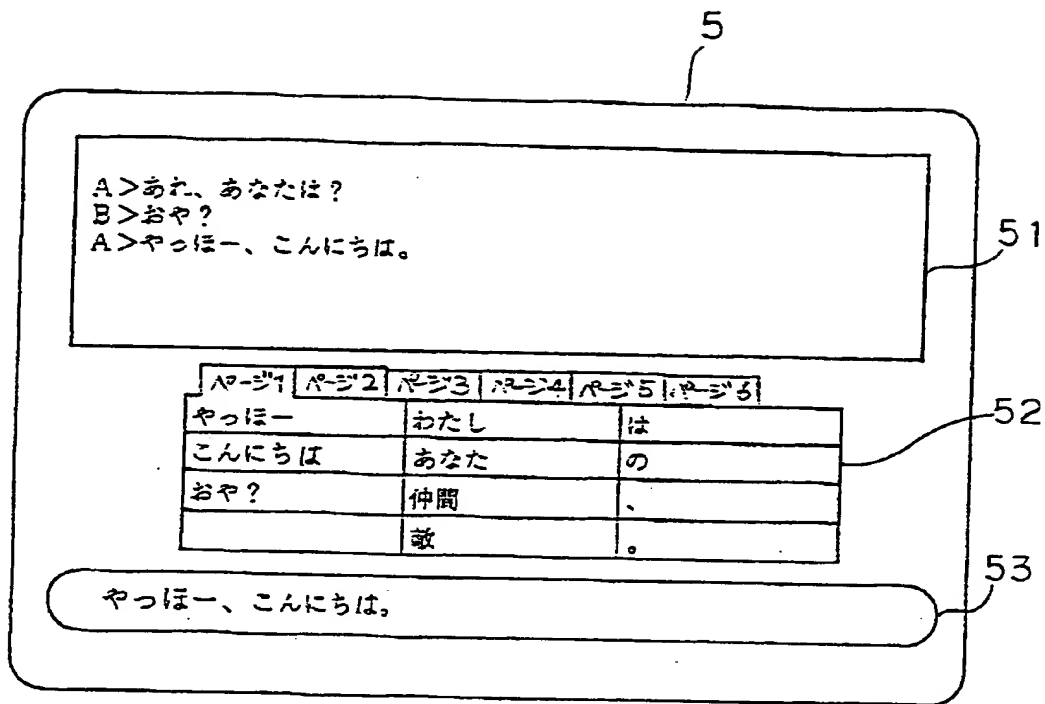 5
A>あれ、あなたは?
B>おや?
A>やっほー、こんにちは。
51
ページ1 ページ2 ページ3 ページ4 ページ5 ページ6
やっほー わたし は
52
こんにちは あなた の
おや? 仲間 、
敵 。
53
やっほー、こんにちは。